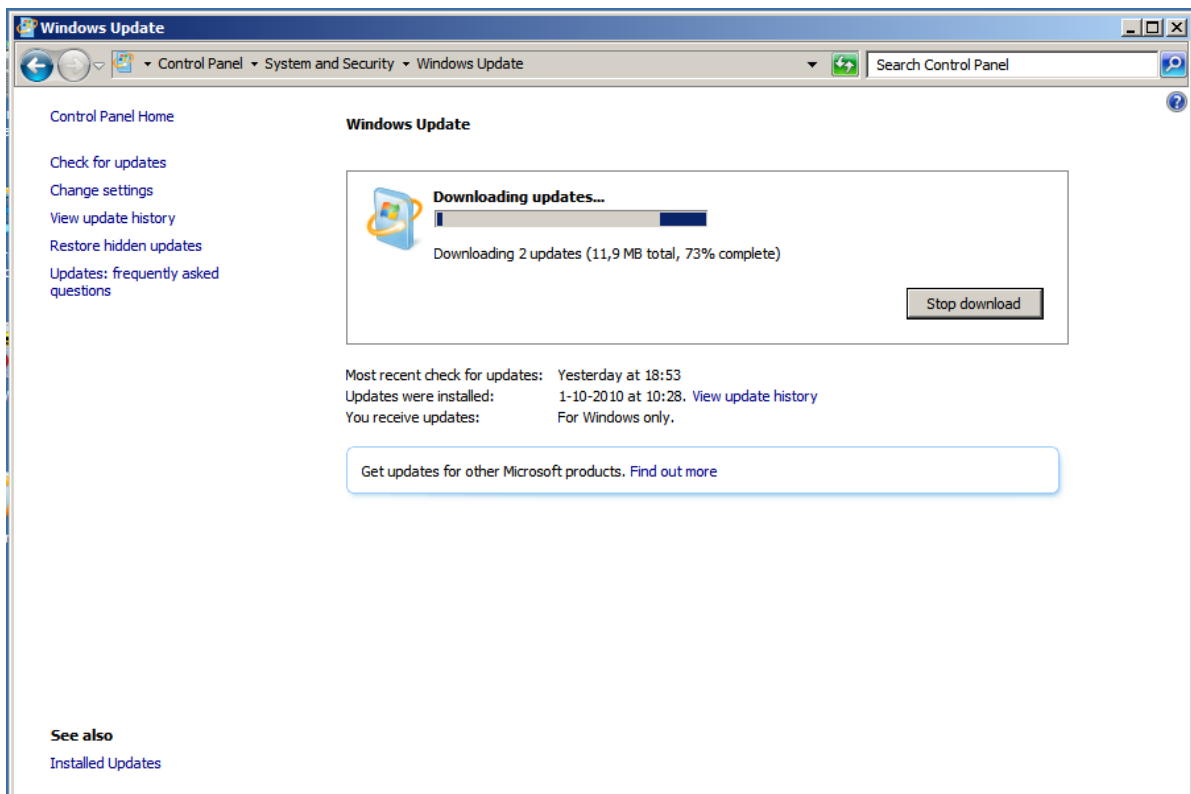 Windows Update
Control Panel System and Security Windows Update Search Control Panel
Control Panel Home
Check for updates
Change settings
View update history
Restore hidden updates
Updates: frequently asked
questions
Windows Update
Downloading updates...
Downloading 2 updates (11,9 MB total, 73% complete)
Stop download
Most recent check for updates: Yesterday at 18:53
Updates were installed: 1-10-2010 at 10:28. View update history
You receive updates: For Windows only.
Get updates for other Microsoft products. Find out more
See also
Installed Updates